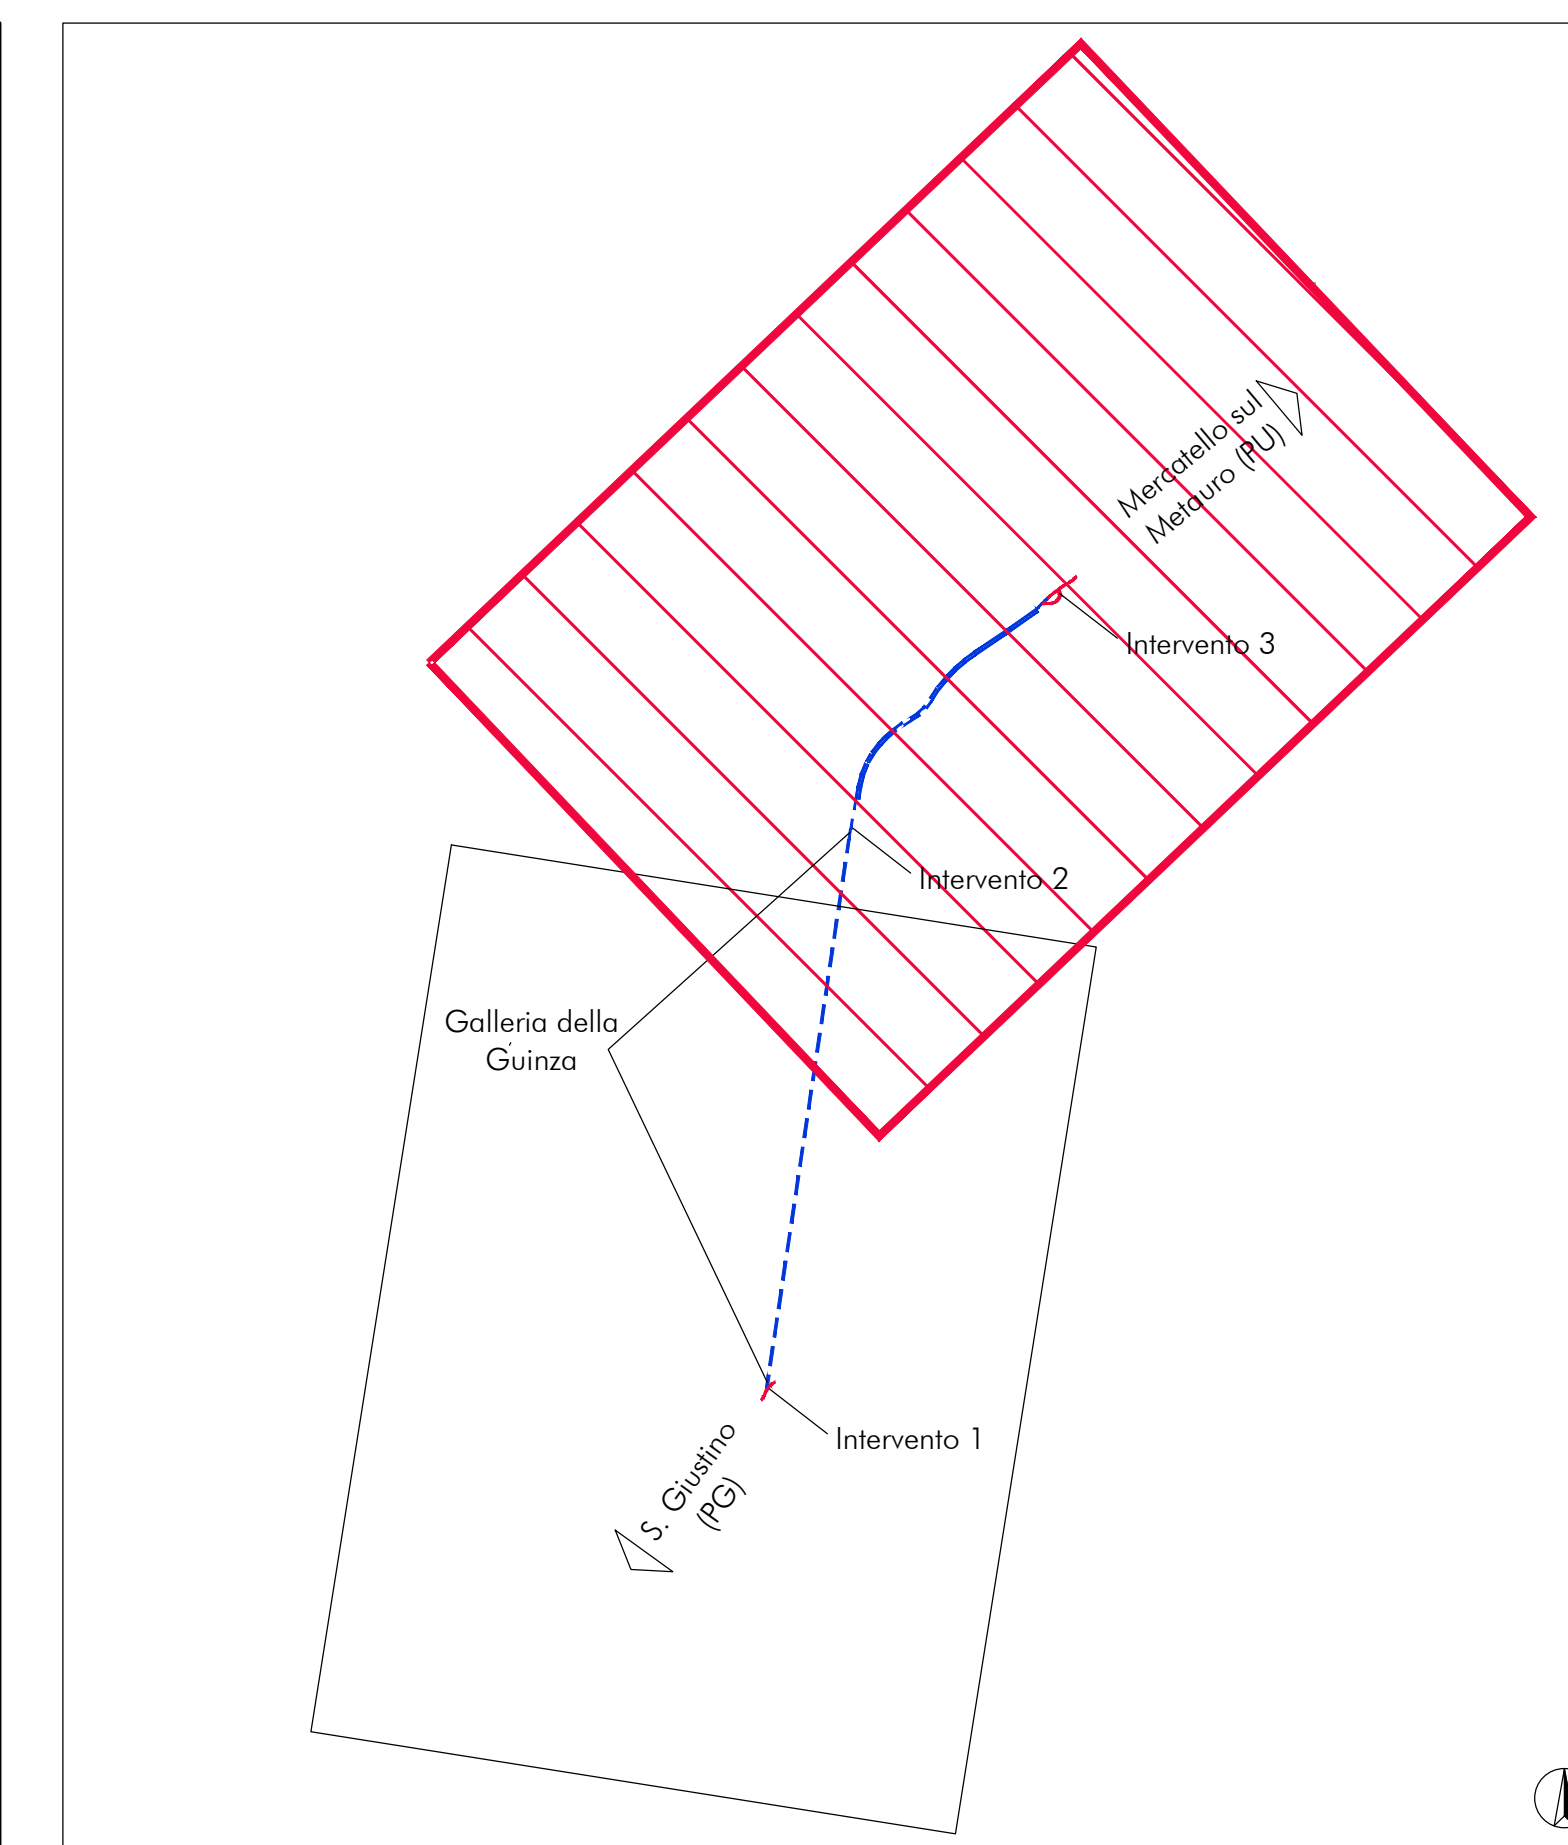 Mercatello sul
Metauro (PU)
Intervento 3
Intervento 2
Galleria della
Guinza
Intervento 1
S. Giustino
(PG)